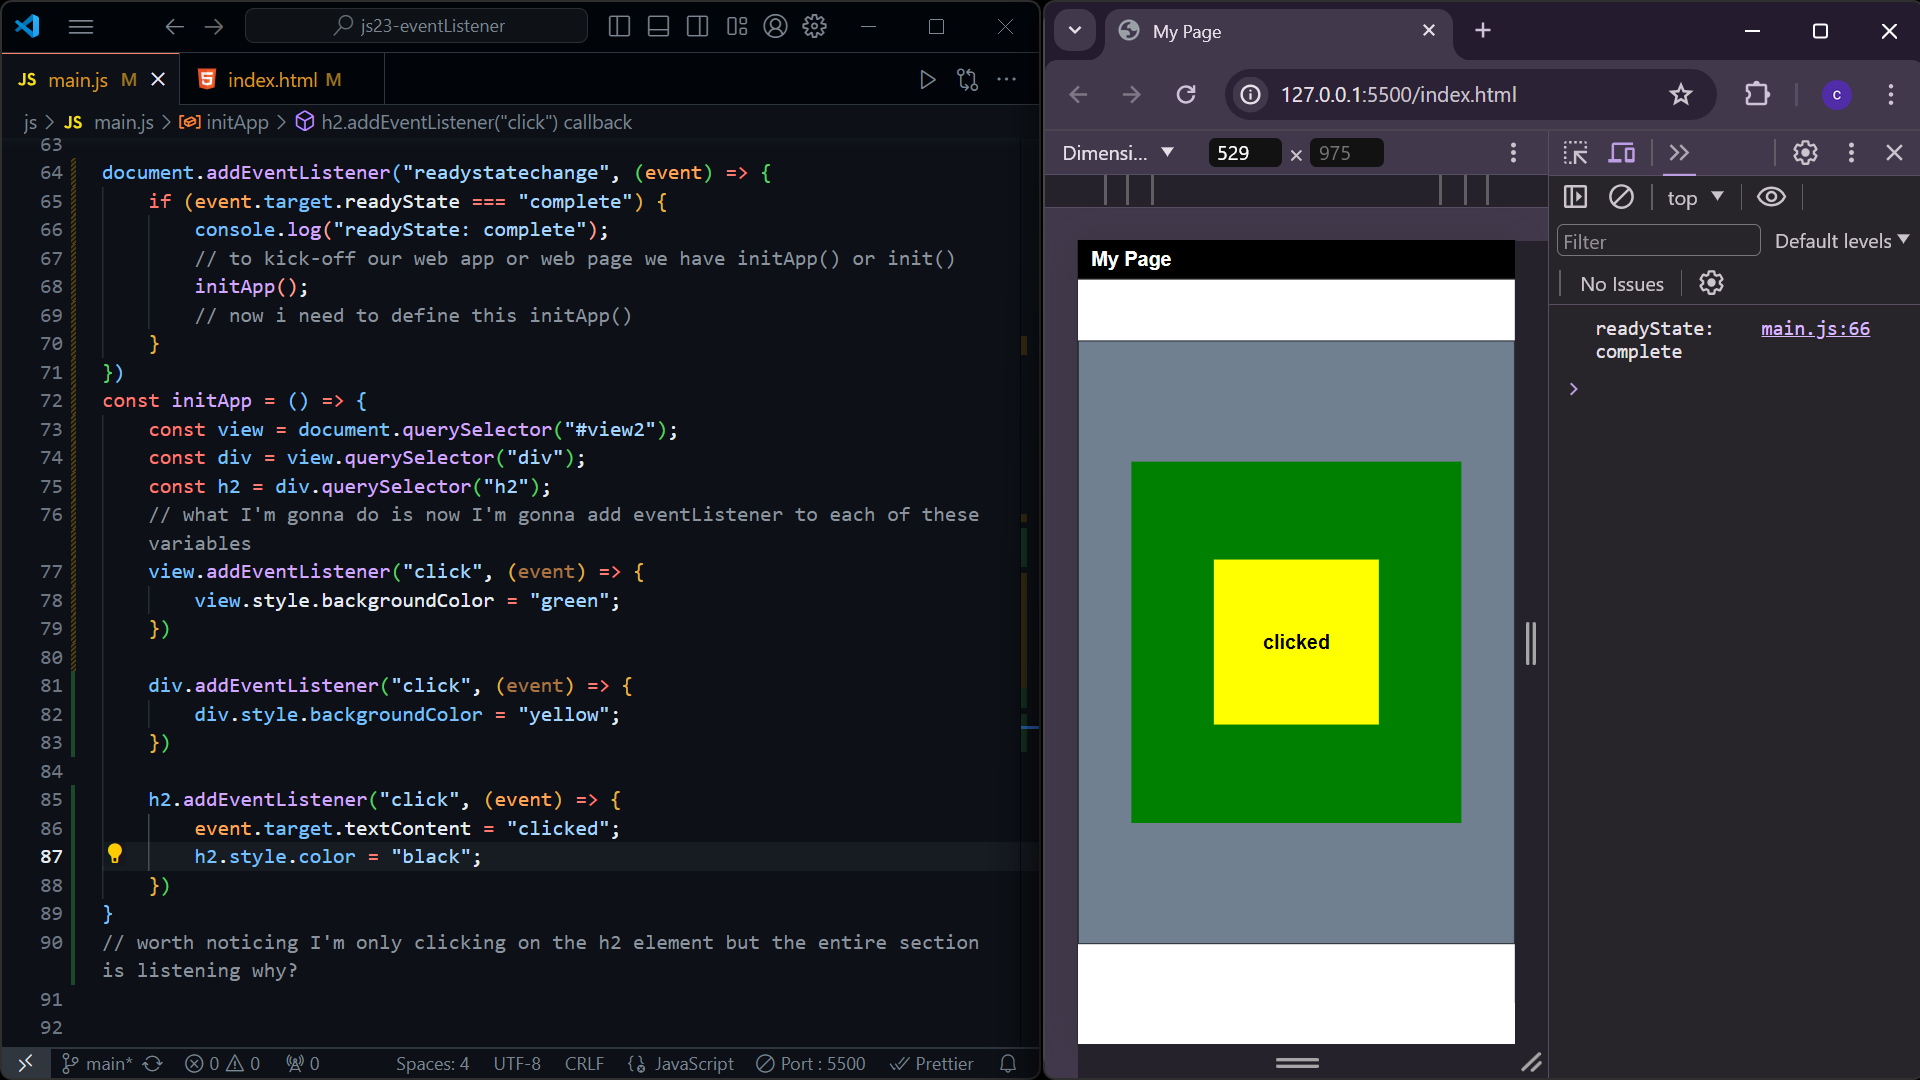 js23-eventListener
JS main.js M
index.html M
js > JS main.js > initApp > h2.addEventListener("click") callback
63
64 document.addEventListener("readystatechange", (event) => {
65 if (event.target.readyState === "complete") {
66 console.log("readyState: complete");
67 // to kick-off our web app or web page we have initApp() or init()
68 initApp();
69 // now i need to define this initApp()
70 }
71 })
72 const initApp = () => {
73 const view = document.querySelector("#view2");
74 const div = view.querySelector("div");
75 const h2 = div.querySelector("h2");
76 // what I'm gonna do is now I'm gonna add eventListener to each of these
variables
77 view.addEventListener("click", (event) => {
78 view.style.backgroundColor = "green";
79 })
80
81 div.addEventListener("click", (event) => {
82 div.style.backgroundColor = "yellow";
83 })
84
85 h2.addEventListener("click", (event) => {
86 event.target.textContent = "clicked";
87 h2.style.color = "black";
88 })
89 }
90 // worth noticing I'm only clicking on the h2 element but the entire section
is listening why?
91
92
main* 0 0 0 Spaces: 4 UTF-8 CRLF {} JavaScript Port : 5500 Prettier
My Page
127.0.0.1:5500/index.html
c
Dimensi... 529 × 975
top
Filter
Default levels
No Issues
readyState: main.js:66
complete
My Page
clicked